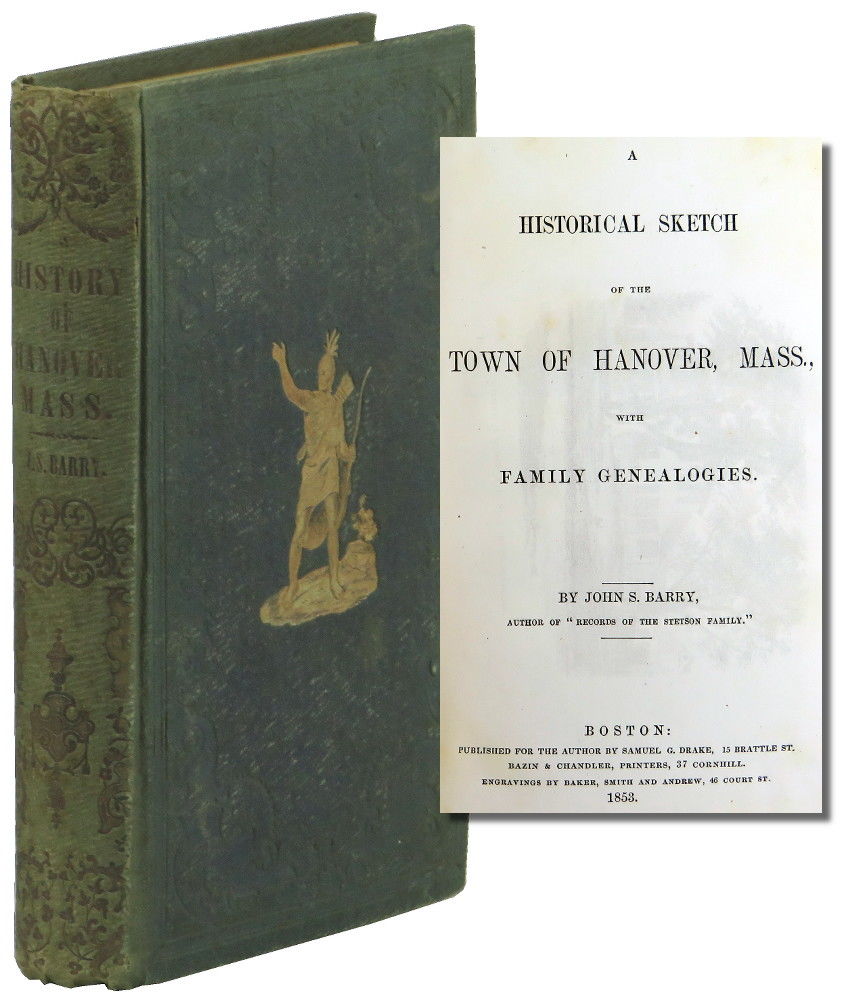 HISTORY
OF
HANOVER
MASS.
J.S. BARRY.
A
HISTORICAL SKETCH
OF THE
TOWN OF HANOVER, MASS.,
WITH
FAMILY GENEALOGIES.
BY JOHN S. BARRY,
AUTHOR OF "RECORDS OF THE STETSON FAMILY."
BOSTON:
PUBLISHED FOR THE AUTHOR BY SAMUEL G. DRAKE, 15 BRATTLE ST.
BAZIN & CHANDLER, PRINTERS, 37 CORNHILL.
ENGRAVINGS BY BAKER, SMITH AND ANDREW, 46 COURT ST.
1853.